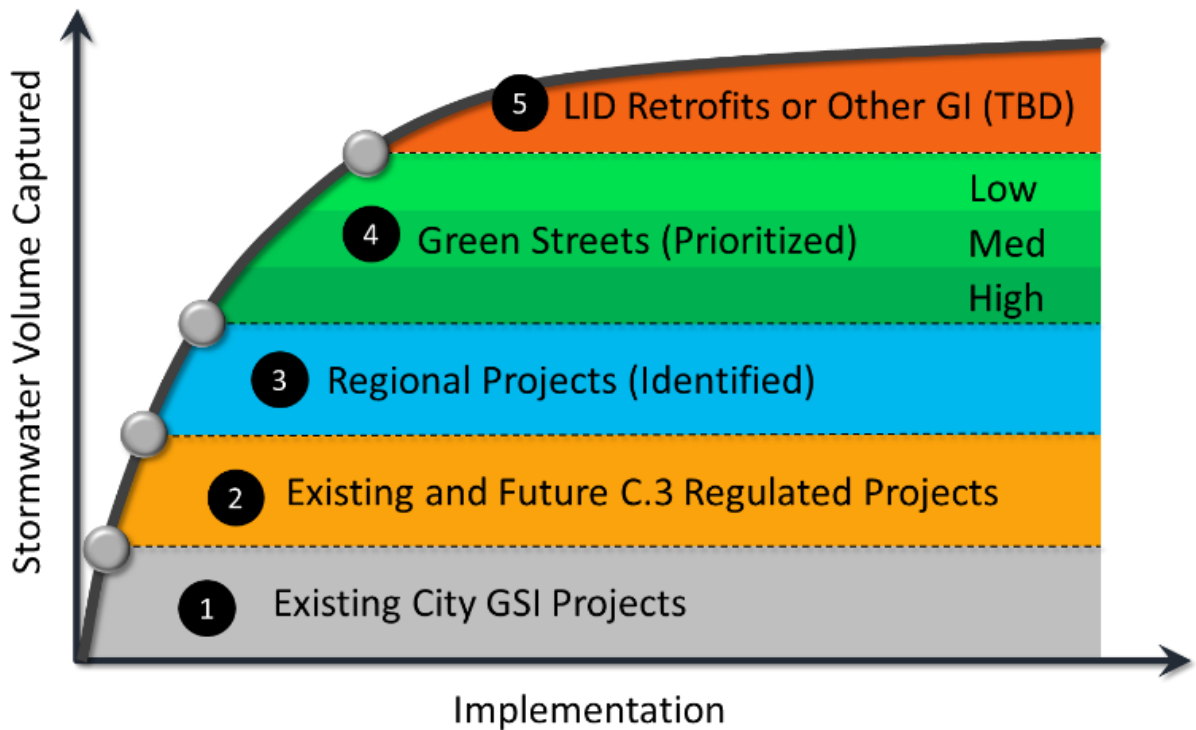 Stormwater Volume Captured
5 LID Retrofits or Other GI (TBD)
Low
4 Green Streets (Prioritized) Med
High
3 Regional Projects (Identified)
2 Existing and Future C.3 Regulated Projects
1 Existing City GSI Projects
Implementation